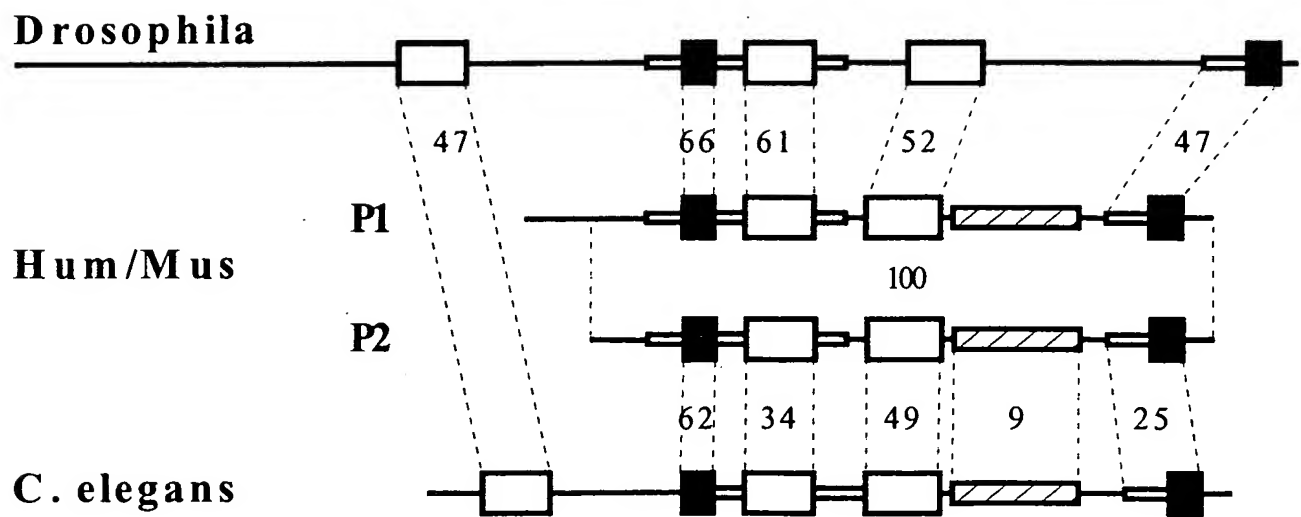 Drosophila
47 66 61 52 47
P1
Hum/Mus
100
P2
62 34 49 9 25
C. elegans